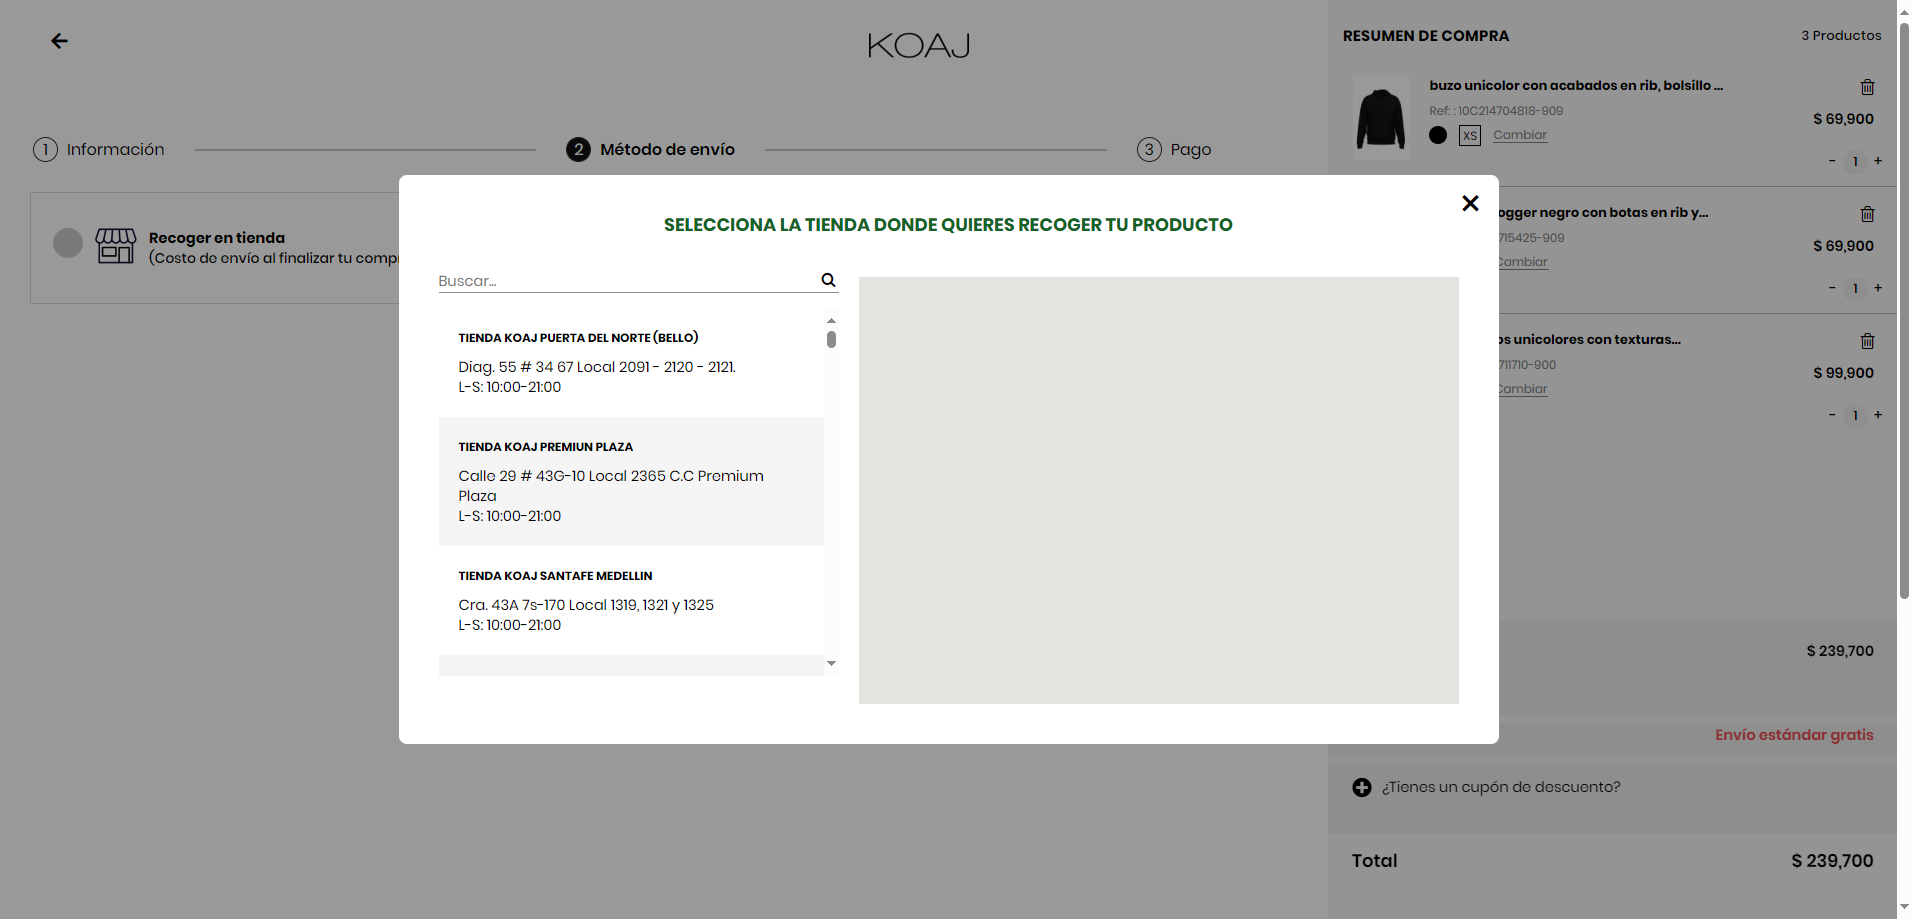 KOAJ
1 Información
2 Método de envío
3 Pago
Recoger en tienda
(Costo de envío al finalizar tu comp
SELECCIONA LA TIENDA DONDE QUIERES RECOGER TU PRODUCTO
Buscar...
TIENDA KOAJ PUERTA DEL NORTE (BELLO)
Diag. 55 # 34 67 Local 2091 - 2120 - 2121.
L-S: 10:00-21:00
TIENDA KOAJ PREMIUN PLAZA
Calle 29 # 43G-10 Local 2365 C.C Premium
Plaza
L-S: 10:00-21:00
TIENDA KOAJ SANTAFE MEDELLIN
Cra. 43A 7s-170 Local 1319, 1321 y 1325
L-S: 10:00-21:00
RESUMEN DE COMPRA
3 Productos
buzo unicolor con acabados en rib, bolsillo ...
Ref: : 10C214704818-909
$ 69,900
XS Cambiar
- 1 +
ogger negro con botas en rib y...
715425-909
$ 69,900
Cambiar
- 1 +
os unicolores con texturas...
711710-900
$ 99,900
Cambiar
- 1 +
$ 239,700
Envío estándar gratis
¿Tienes un cupón de descuento?
Total
$ 239,700